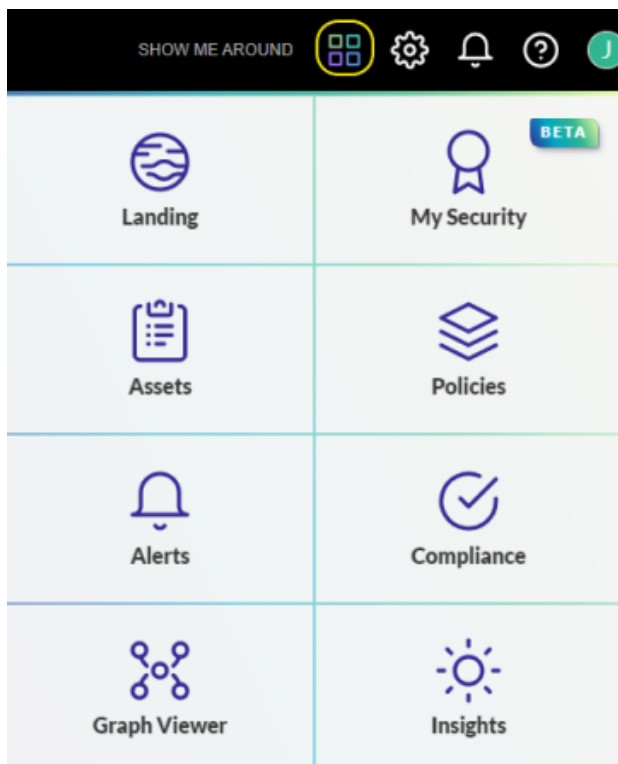 SHOW ME AROUND
J
BETA
Landing
My Security
Assets
Policies
Alerts
Compliance
Graph Viewer
Insights